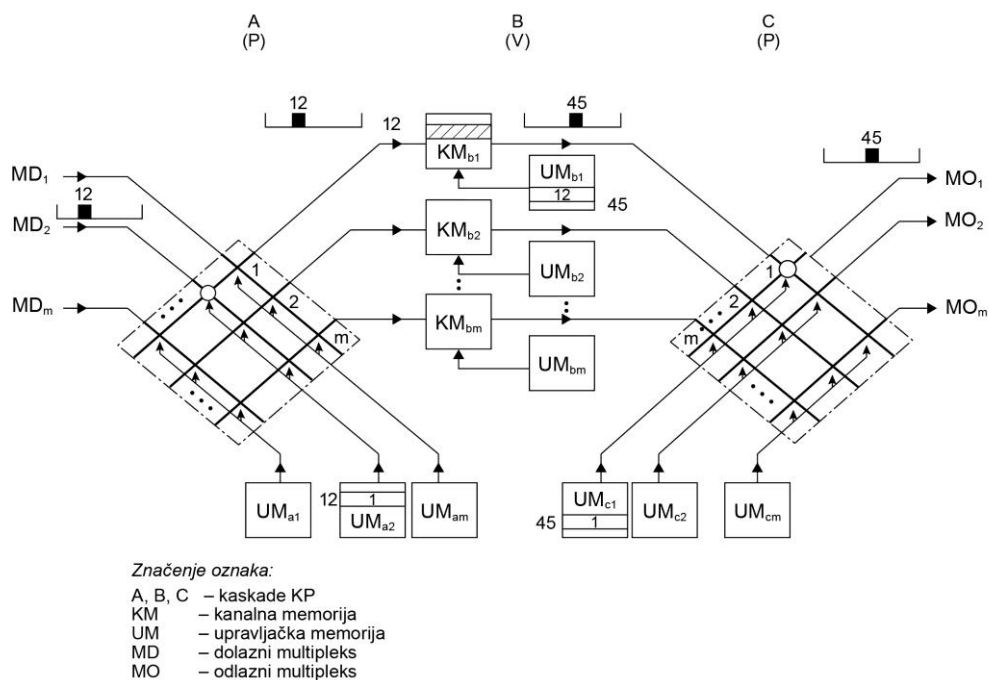 A B C
(P) (V) (P)
12 45
12
KMb1
45
MD1
12
UMb1
12
45
MO1
MD2
KMb2
MO2
1
2
UMb2
1
2
MDm
m
KMbm
m
MOm
UMbm
12
1
45
1
UMa1
UMa2
UMam
UMc1
UMc2
UMcm
Značenje oznaka:
A, B, C – kaskade KP
KM – kanalna memorija
UM – upravljačka memorija
MD – dolazni multipleks
MO – odlazni multipleks